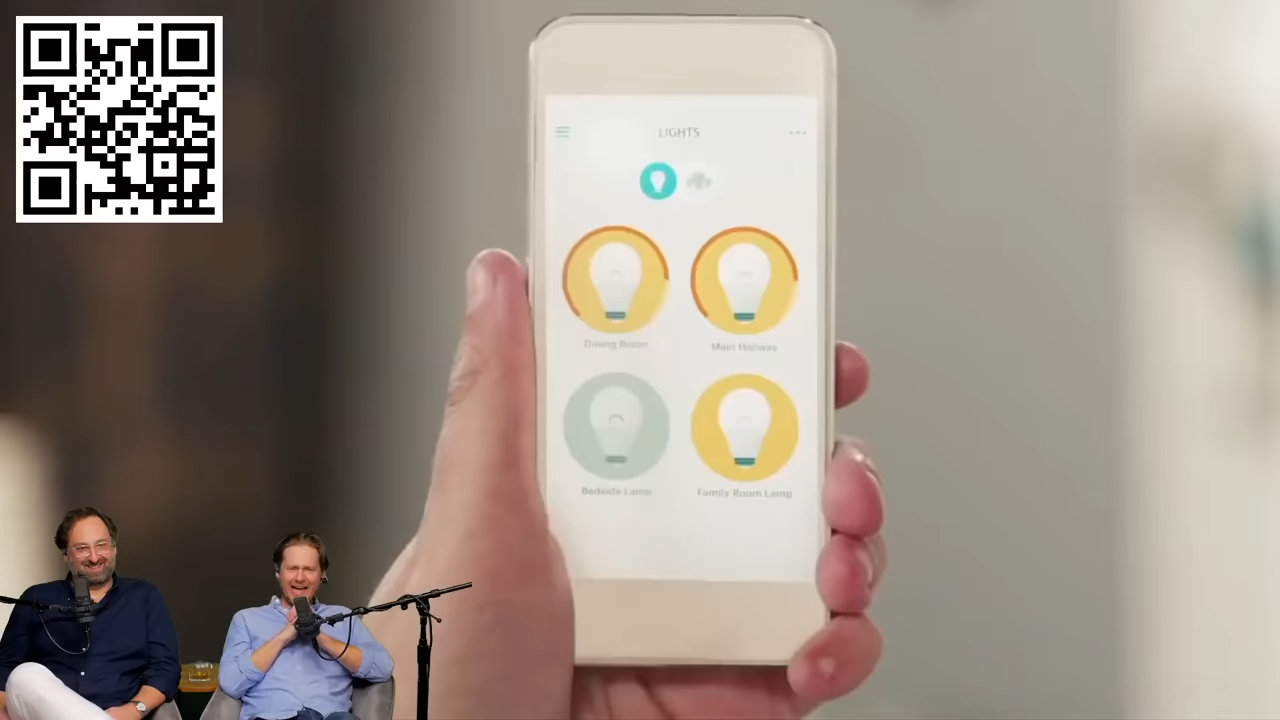 LIGHTS
Dining Room
Main Hallway
Bedside Lamp
Family Room Lamp